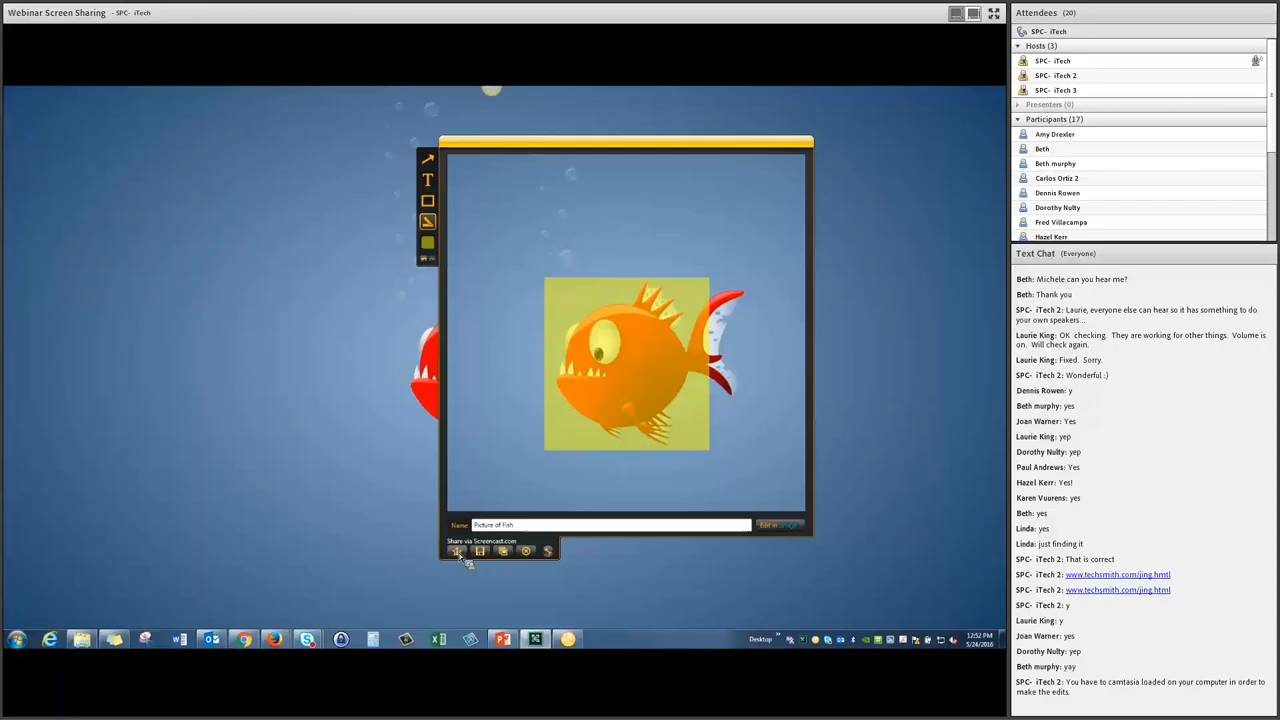 Webinar Screen Sharing - SPC- iTech
T
Name Picture of Fish
Edit in
Share via Screencast.com
Desktop
12:52 PM
5/24/2016
Attendees (20)
SPC- iTech
Hosts (3)
SPC- iTech
SPC- iTech 2
SPC- iTech 3
Presenters (0)
Participants (17)
Amy Drexler
Beth
Beth murphy
Carlos Ortiz 2
Dennis Rowen
Dorothy Nulty
Fred Villacampa
Hazel Kerr
Text Chat (Everyone)
Beth: Michele can you hear me?
Beth: Thank you
SPC- iTech 2: Laurie, everyone else can hear so it has something to do
your own speakers...
Laurie King: OK checking. They are working for other things. Volume is
on. Will check again.
Laurie King: Fixed. Sorry.
SPC- iTech 2: Wonderful :)
Dennis Rowen: y
Beth murphy: yes
Joan Warner: Yes
Laurie King: yep
Dorothy Nulty: yep
Paul Andrews: Yes
Hazel Kerr: Yes!
Karen Vuurens: yes
Beth: yes
Linda: yes
Linda: just finding it
SPC- iTech 2: That is correct
SPC- iTech 2: www.techsmith.com/jing.hmtl
SPC- iTech 2: www.techsmith.com/jing.html
SPC- iTech 2: y
Laurie King: y
Joan Warner: yes
Dorothy Nulty: yep
Beth murphy: yay
SPC- iTech 2: You have to camtasia loaded on your computer in order to
make the edits.